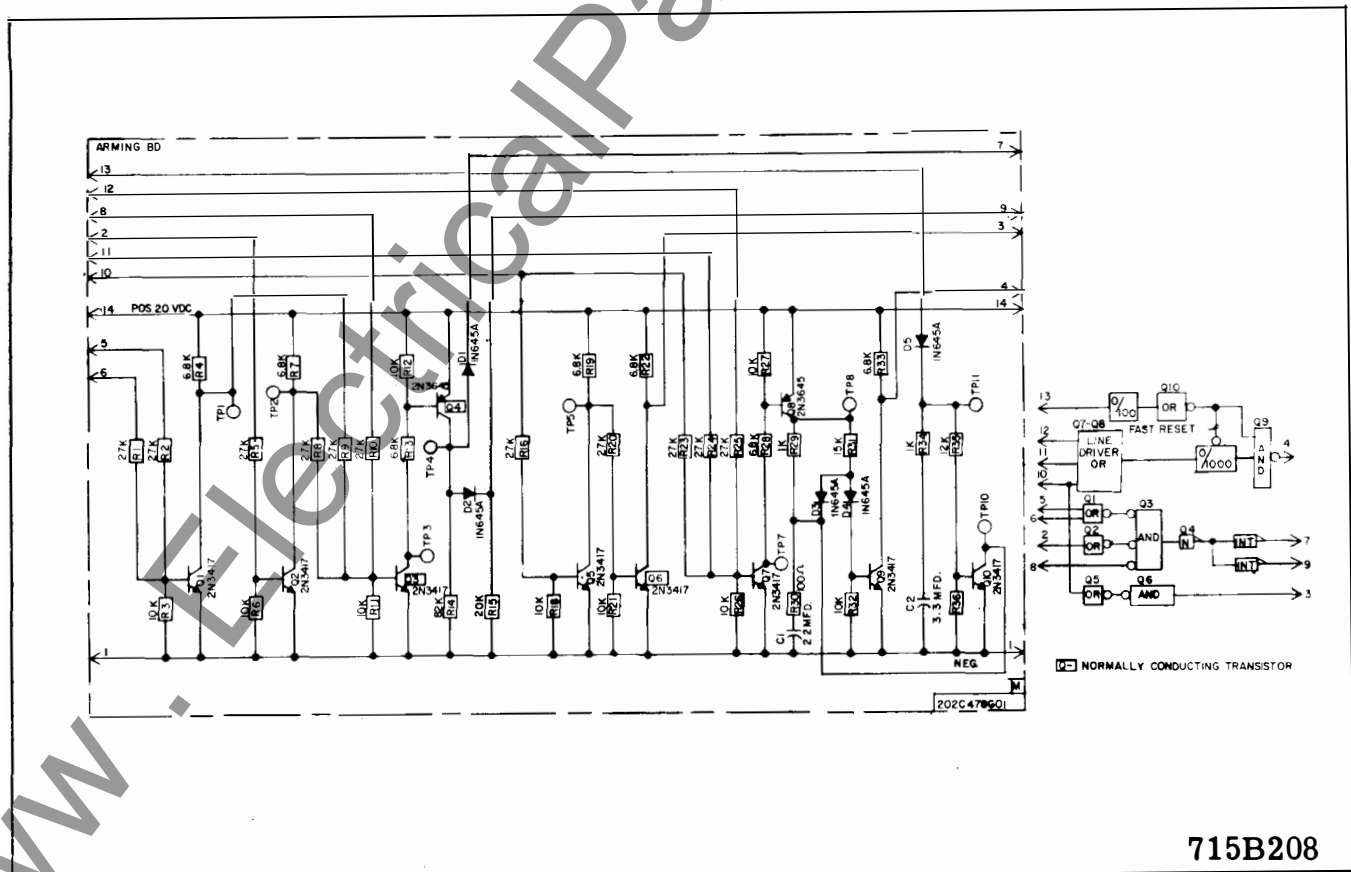 www.ElectricalPa
ARMING BD
13
12
8
2
11
10
14 POS 20 VDC
5
6
7
9
3
4
14
1
1
6.8K R4
6.8K R7
10K R12
2N3645
Q4
D1
1N645A
6.8K R19
6.8K R22
10K R27
Q8
2N3645
TP8
6.8K R33
D5
1N645A
TP11
TP1
TP2
TP5
TP4
27K R1
27K R2
27K R5
27K R8
27K R9
27K R10
6.8K R13
27K R16
27K R20
27K R23
27K R24
27K R25
6.8K R28
1K R29
15K R31
1K R34
12K R35
D2
1N645A
D3
1N645A
D4
1N645A
TP3
TP7
TP10
Q1
2N3417
Q2
2N3417
Q3
2N3417
Q5
2N3417
Q6
2N3417
Q7
2N3417
Q9
2N3417
Q10
2N3417
10K R3
10K R6
10K R11
82K R14
20K R15
10K R18
10K R21
10K R26
R30
100Ω
10K R32
C1
2.2MFD.
C2
3.3 MFD.
R36
NEG.
M
202C478G01
13
0/100
Q10
OR
FAST RESET
12
11
10
Q7-Q8
LINE
DRIVER
OR
0/1000
Q9
AND
4
5
6
Q1
OR
2
Q2
OR
8
Q3
AND
Q4
N
INT
7
INT
9
Q5
OR
Q6
AND
3
Q- NORMALLY CONDUCTING TRANSISTOR
715B208